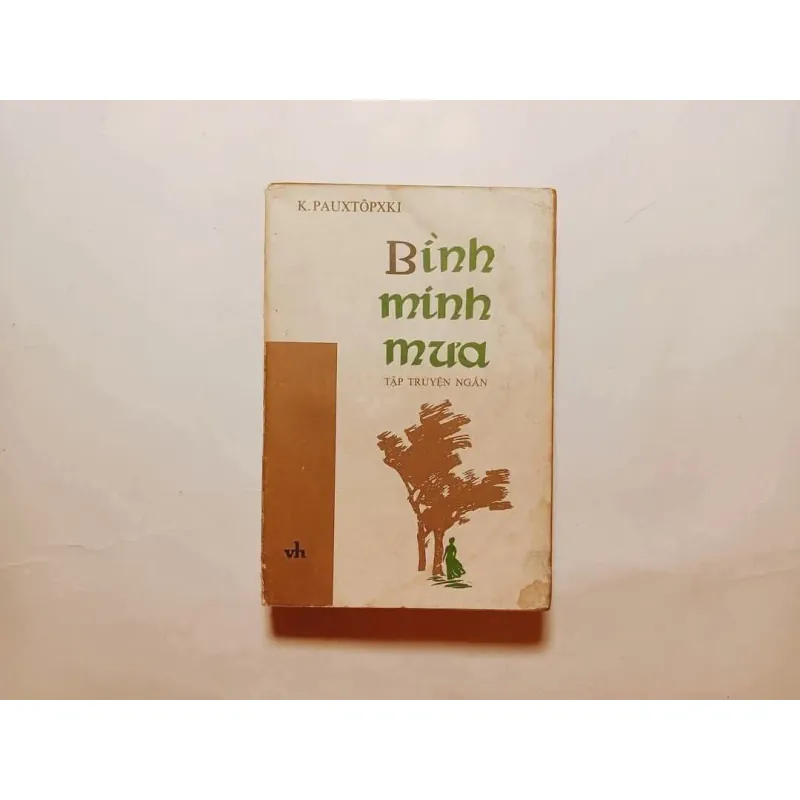 K. PAUXTÔPXKI
Bình
minh
mưa
TẬP TRUYỆN NGẮN
vh